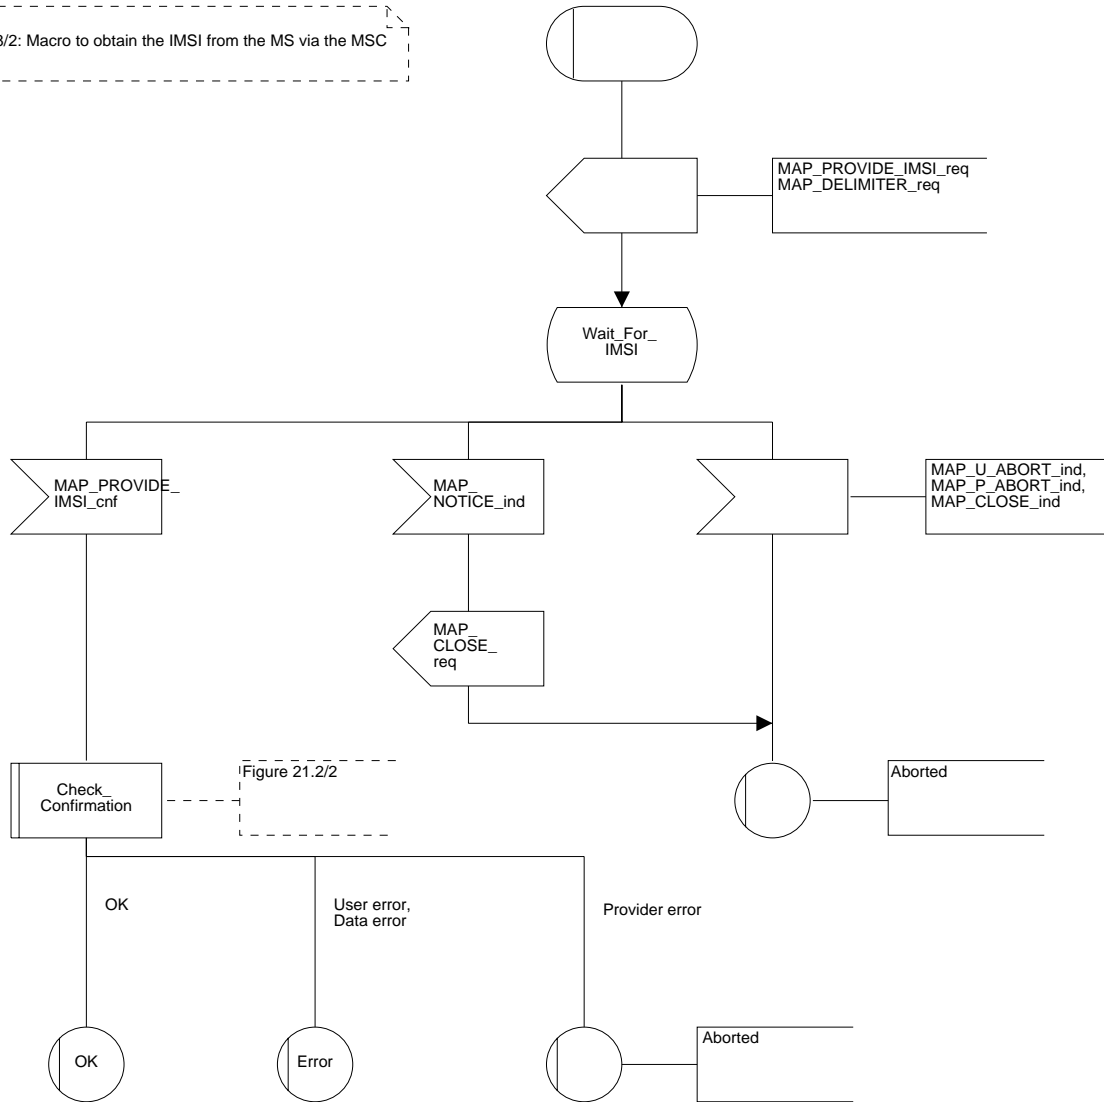 3/2: Macro to obtain the IMSI from the MS via the MSC
MAP_PROVIDE_IMSI_req
MAP_DELIMITER_req
Wait_For_
IMSI
MAP_PROVIDE_
IMSI_cnf
MAP_
NOTICE_ind
MAP_U_ABORT_ind,
MAP_P_ABORT_ind,
MAP_CLOSE_ind
MAP_
CLOSE_
req
Check_
Confirmation
Figure 21.2/2
Aborted
OK
User error,
Data error
Provider error
OK
Error
Aborted